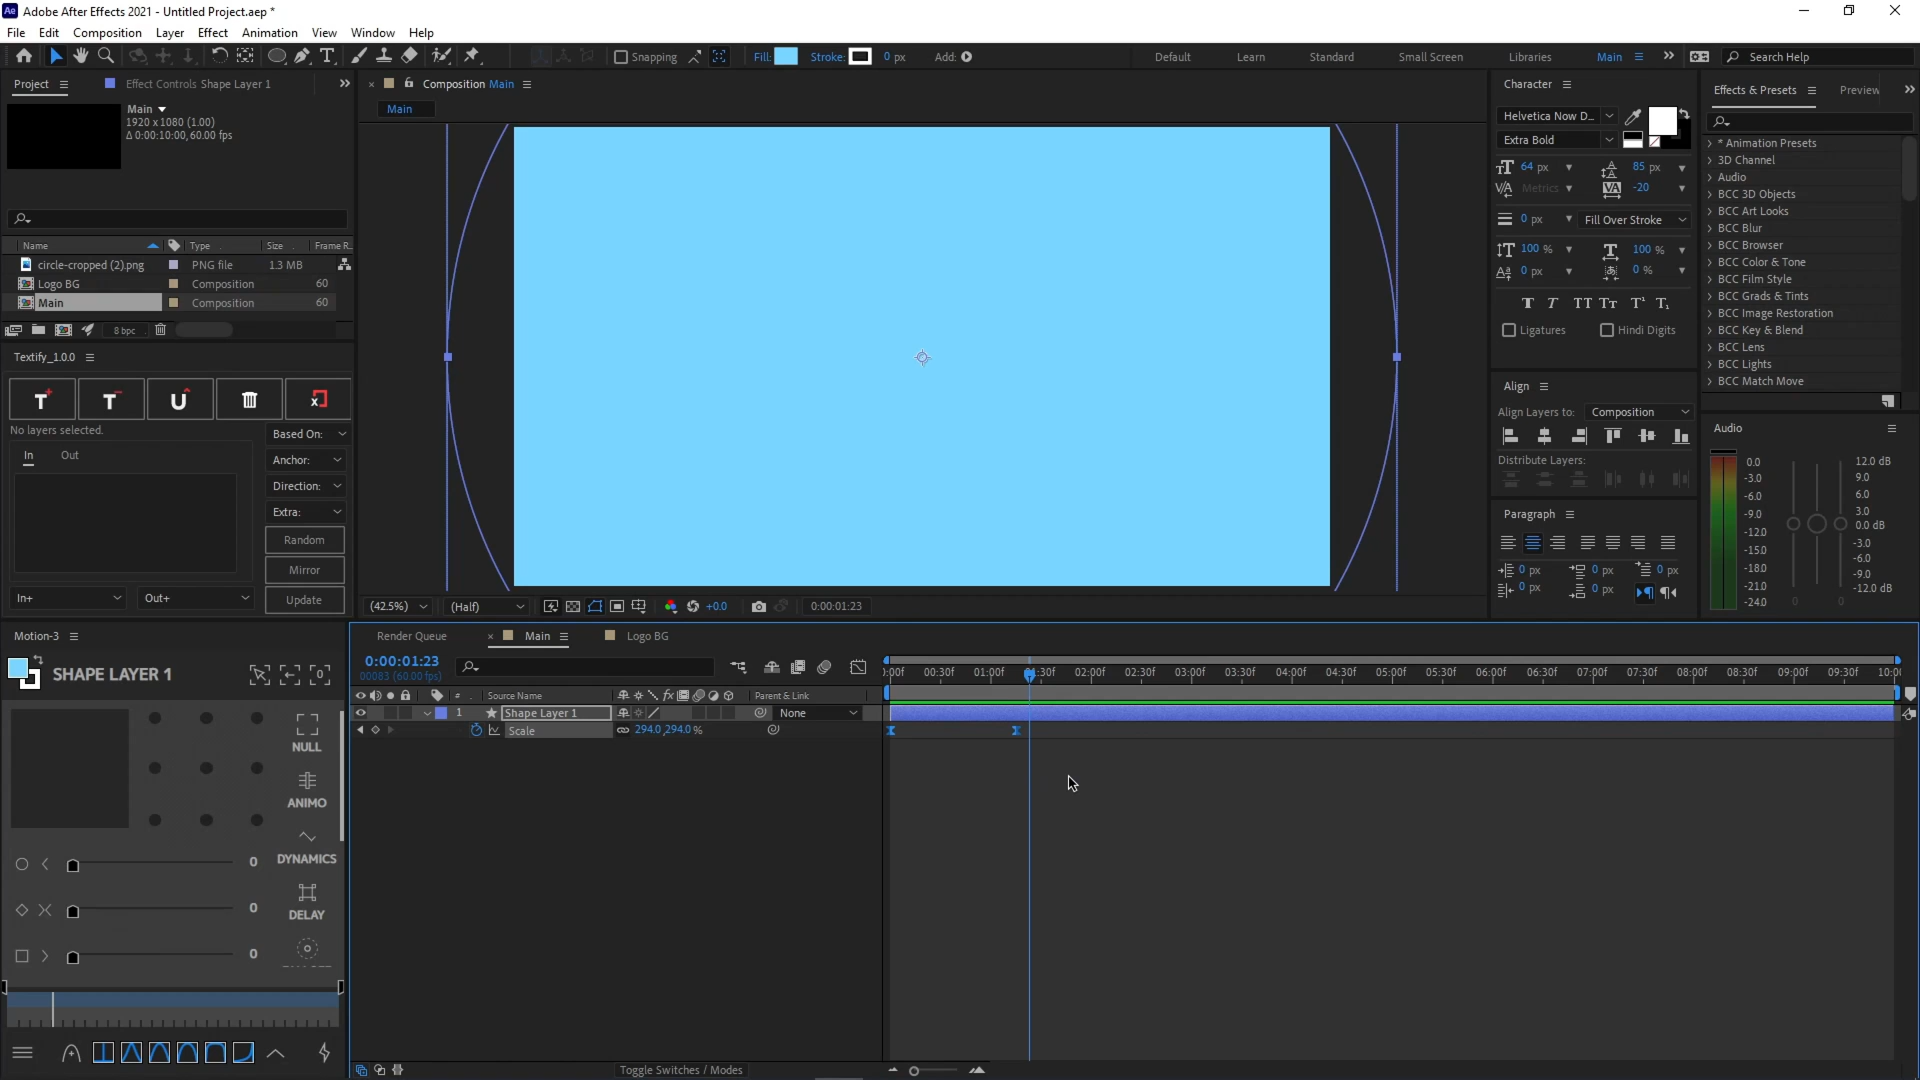 Ae Adobe After Effects 2021 - Untitled Project.aep *
File Edit Composition Layer Effect Animation View Window Help
Snapping Fill: Stroke: 0 px Add: Default Learn Standard Small Screen Libraries Main Search Help
Project Effect Controls Shape Layer 1
Main
1920 x 1080 (1.00)
Δ 0:00:10:00, 60.00 fps
Name Type Size Frame R..
circle-cropped (2).png PNG file 1.3 MB
Logo BG Composition 60
Main Composition 60
8 bpc
Textify_1.0.0
No layers selected.
In Out
Based On:
Anchor:
Direction:
Extra:
Random
Mirror
In+ Out+ Update
Composition Main
Main
(42.5%) (Half) +0.0 0:00:01:23
Character
Helvetica Now D...
Extra Bold
64 px 85 px
Metrics -20
0 px Fill Over Stroke
100 % 100 %
0 px 0 %
T T TT Tr T¹ T₁
Ligatures Hindi Digits
Align
Align Layers to: Composition
Distribute Layers:
Paragraph
0 px 0 px 0 px
0 px 0 px
Effects & Presets Preview
* Animation Presets
3D Channel
Audio
BCC 3D Objects
BCC Art Looks
BCC Blur
BCC Browser
BCC Color & Tone
BCC Film Style
BCC Grads & Tints
BCC Image Restoration
BCC Key & Blend
BCC Lens
BCC Lights
BCC Match Move
Audio
0.0 12.0 dB
-3.0 9.0
-6.0 6.0
-9.0 3.0
-12.0 0.0 dB
-15.0 -3.0
-18.0 -6.0
-21.0 -9.0
-24.0 0 0 -12.0 dB
Motion-3
SHAPE LAYER 1
NULL
ANIMO
0 DYNAMICS
0 DELAY
0
Render Queue Main Logo BG
0:00:01:23
00083 (60.00 fps)
:00f 00:30f 01:00f :30f 02:00f 02:30f 03:00f 03:30f 04:00f 04:30f 05:00f 05:30f 06:00f 06:30f 07:00f 07:30f 08:00f 08:30f 09:00f 09:30f 10:0
# Source Name fx Parent & Link
1 Shape Layer 1 None
Scale 294.0,294.0 %
Toggle Switches / Modes